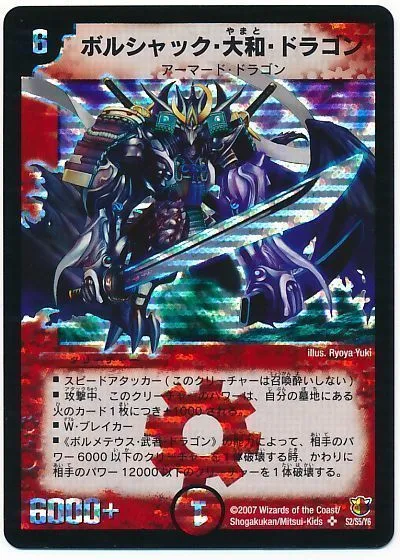 6
ボルシャック・大和・ドラゴン
やまと
アーマード・ドラゴン
illus. Ryoya Yuki
■ スピードアタッカー (このクリーチャーは召喚酔いしない)
■ 攻撃中、このクリーチャーのパワーは、自分の墓地にある
火のカード1枚につき+1000される。
■ W・ブレイカー
■ 《ボルメテウス・武者・ドラゴン》の能力によって、相手の
パワー 6000 以下のクリーチャーを1体破壊する時、かわりに
相手のパワー 12000 以下のクリーチャーを1体破壊する。
6000+
1
©2007 Wizards of the Coast/
Shogakukan/Mitsui-Kids
S2/S5/Y6